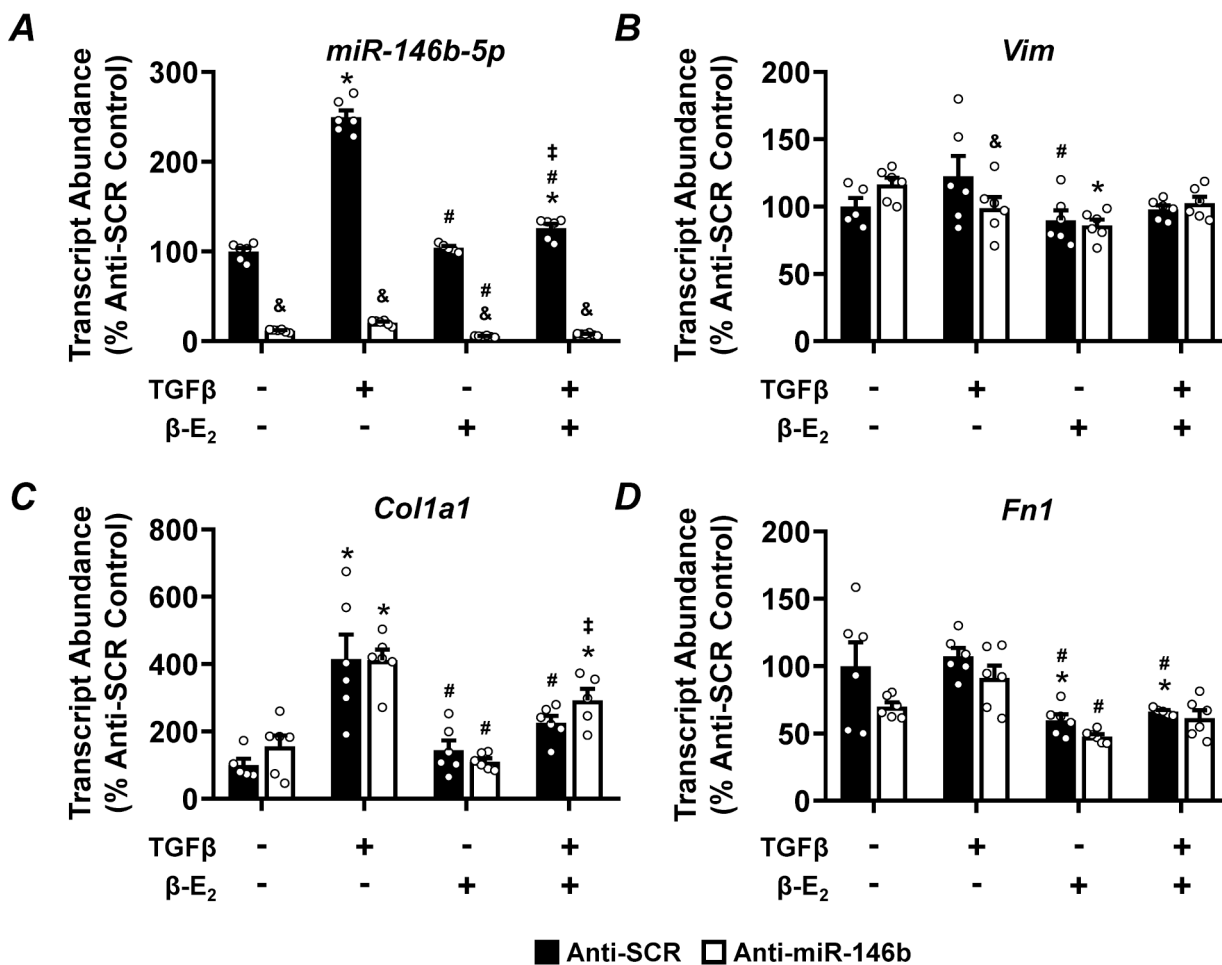 A
miR-146b-5p
Transcript Abundance
(% Anti-SCR Control)
300
200
100
0
*
&
&
#
#
&
‡
#
*
&
TGFβ - + - +
β-E₂ - - + +
B
Vim
Transcript Abundance
(% Anti-SCR Control)
200
150
100
50
0
&
#
*
TGFβ - + - +
β-E₂ - - + +
C
Col1a1
Transcript Abundance
(% Anti-SCR Control)
800
600
400
200
0
*
*
#
#
#
‡
*
TGFβ - + - +
β-E₂ - - + +
D
Fn1
Transcript Abundance
(% Anti-SCR Control)
200
150
100
50
0
#
*
#
#
*
TGFβ - + - +
β-E₂ - - + +
Anti-SCR Anti-miR-146b